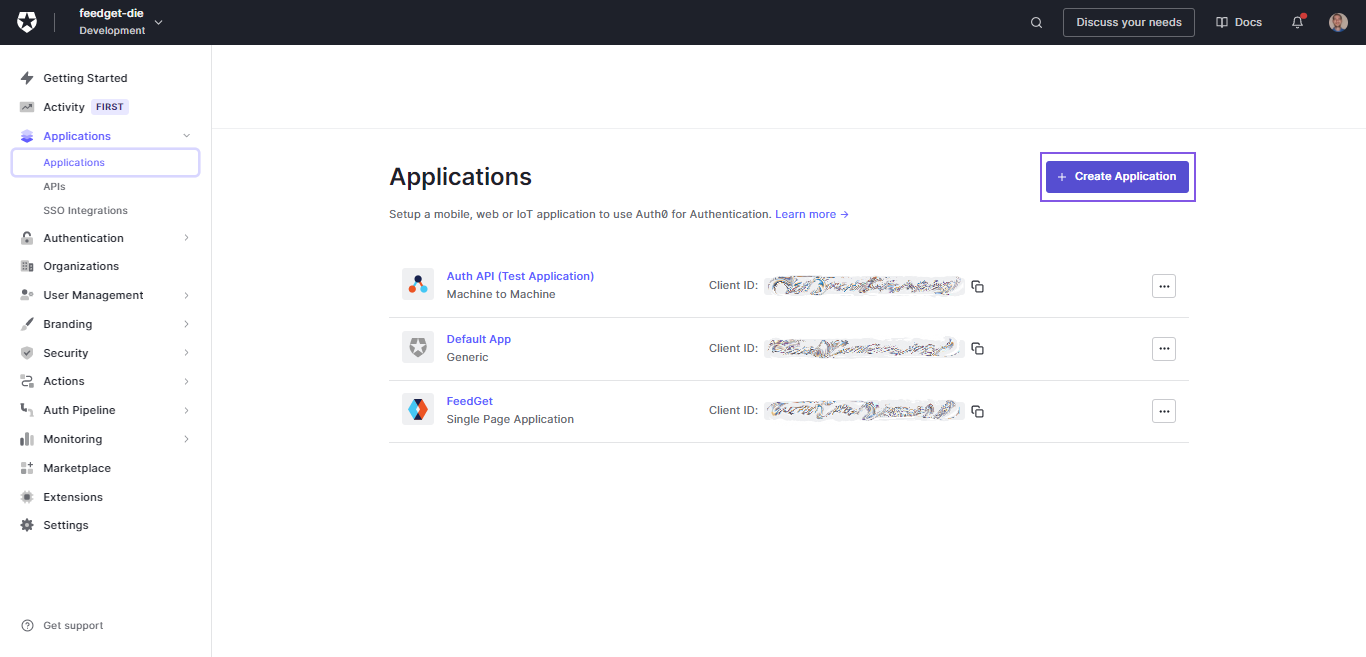 feedget-die
Development
Discuss your needs
Docs
Getting Started
Activity FIRST
Applications
Applications
APIs
SSO Integrations
Authentication
Organizations
User Management
Branding
Security
Actions
Auth Pipeline
Monitoring
Marketplace
Extensions
Settings
Get support
Applications
+ Create Application
Setup a mobile, web or IoT application to use Auth0 for Authentication. Learn more →
Auth API (Test Application)
Machine to Machine
Client ID:
Default App
Generic
Client ID:
FeedGet
Single Page Application
Client ID: